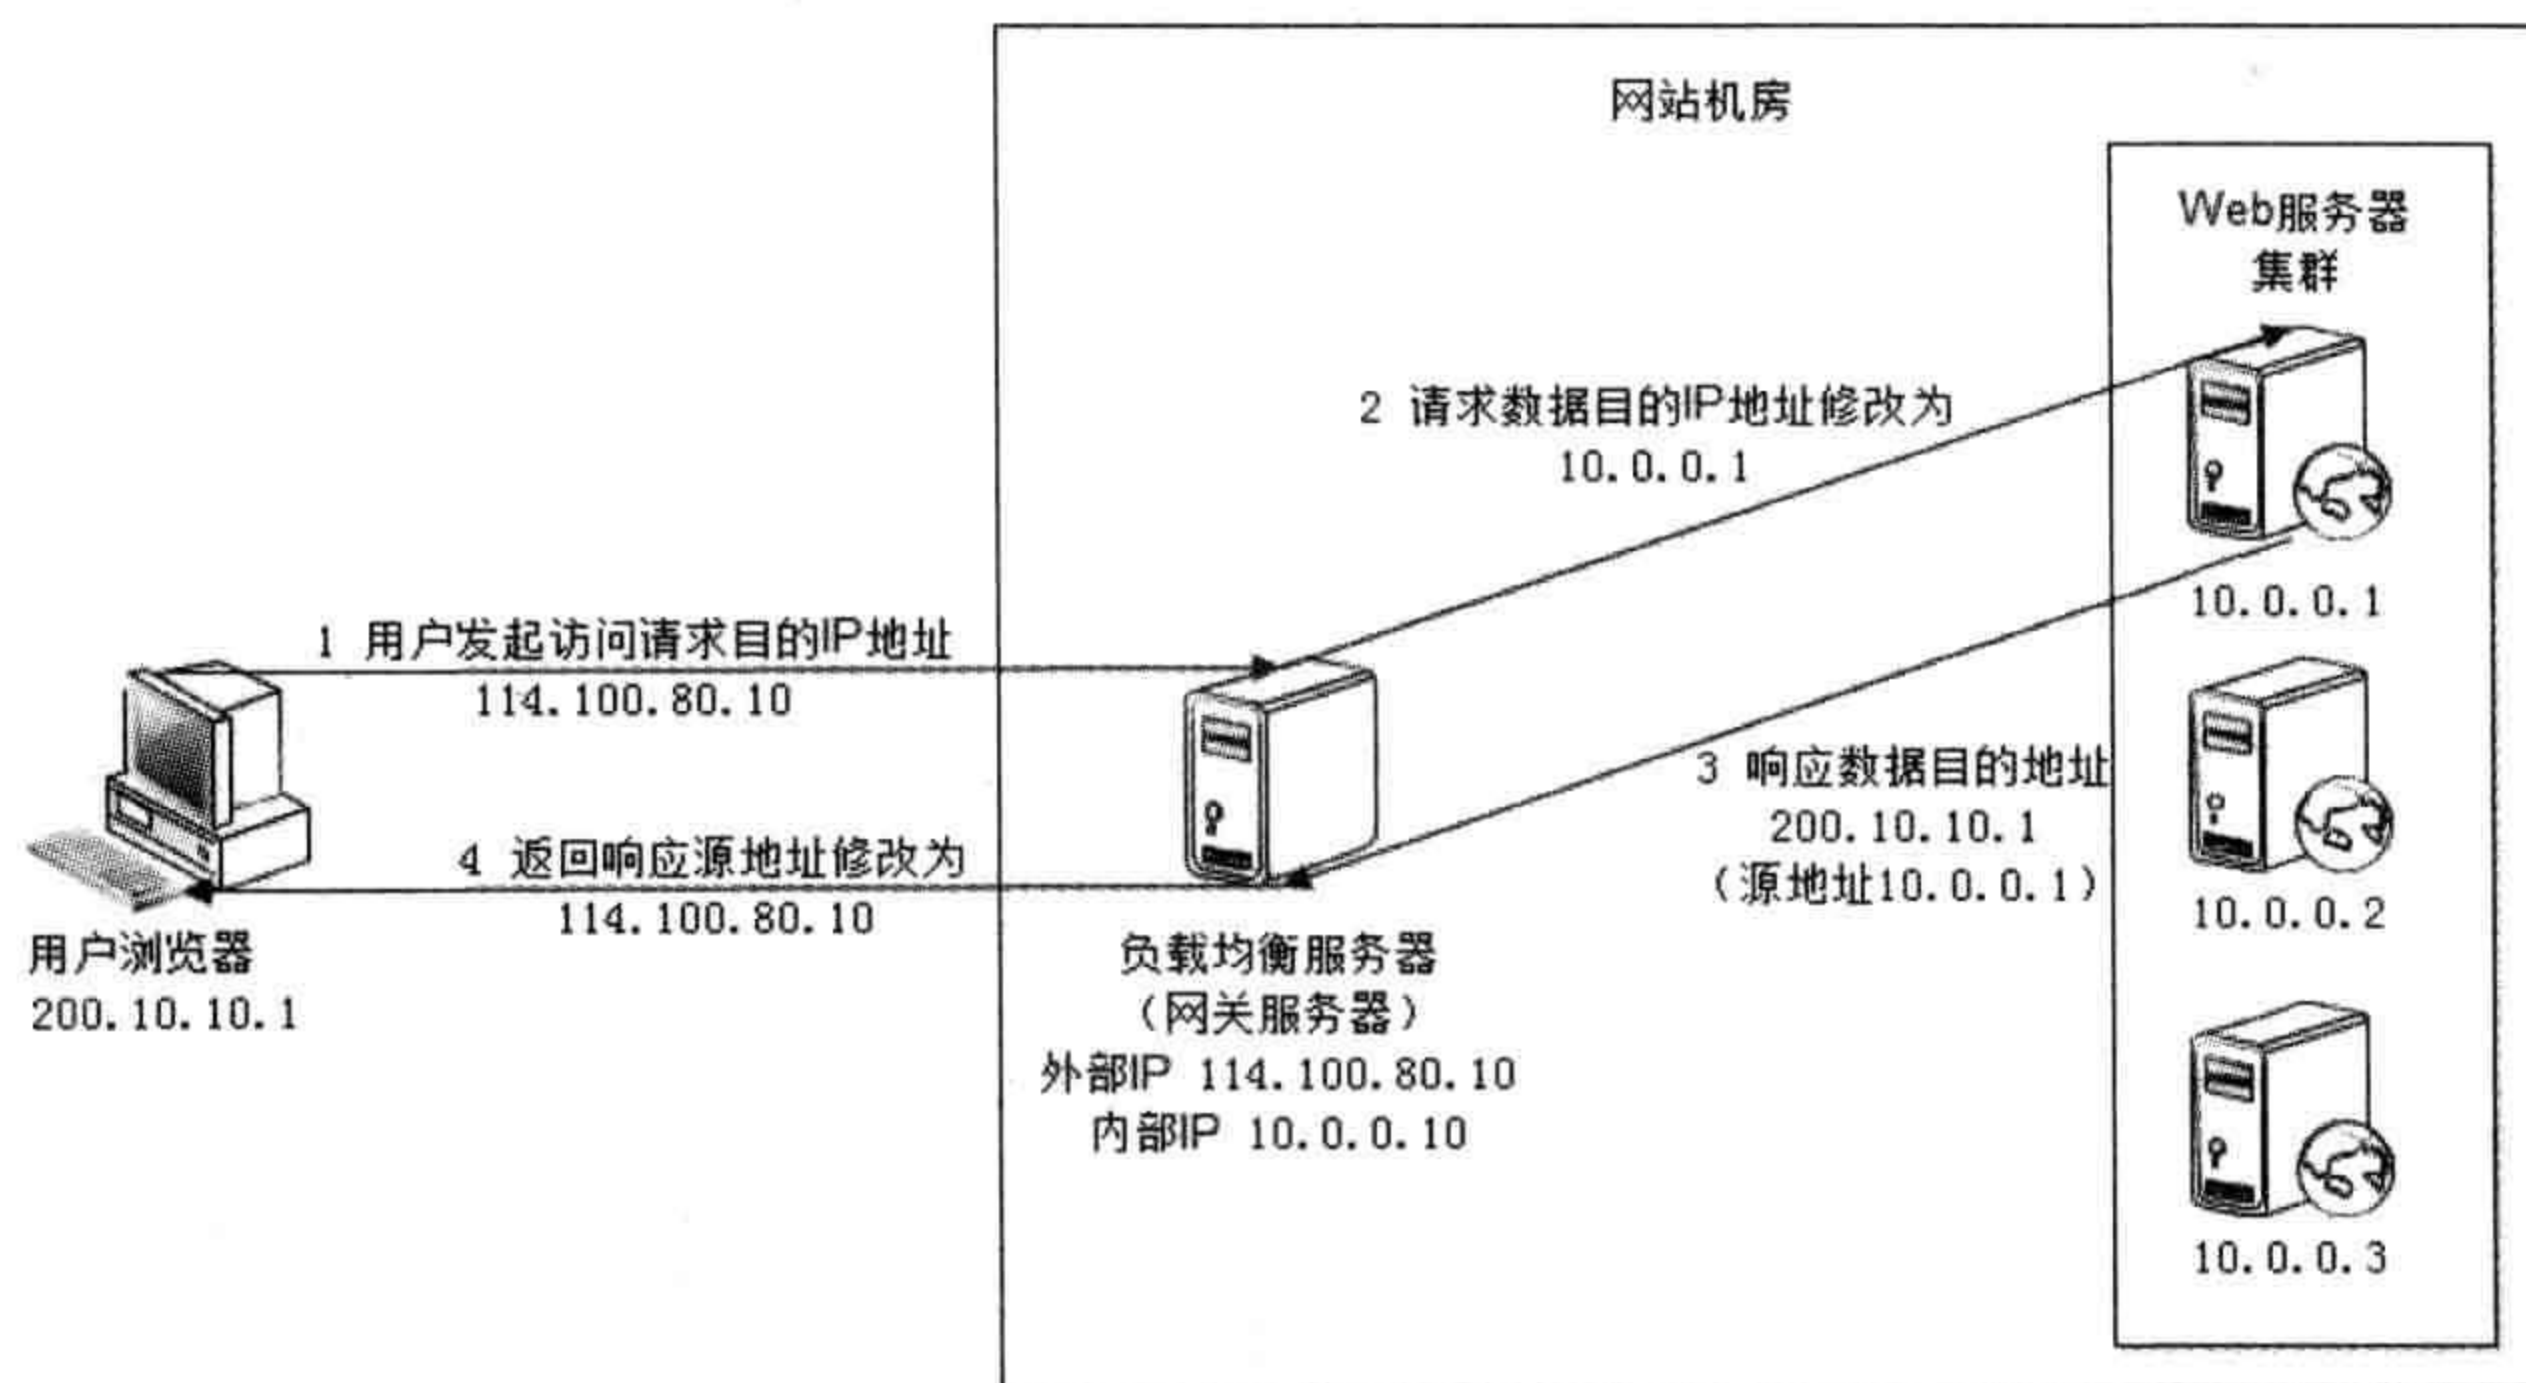 网站机房
Web服务器
集群
2 请求数据目的IP地址修改为
10.0.0.1
10.0.0.1
1 用户发起访问请求目的IP地址
114.100.80.10
3 响应数据目的地址
200.10.10.1
(源地址10.0.0.1)
4 返回响应源地址修改为
114.100.80.10
10.0.0.2
用户浏览器
200.10.10.1
负载均衡服务器
(网关服务器)
外部IP 114.100.80.10
内部IP 10.0.0.10
10.0.0.3